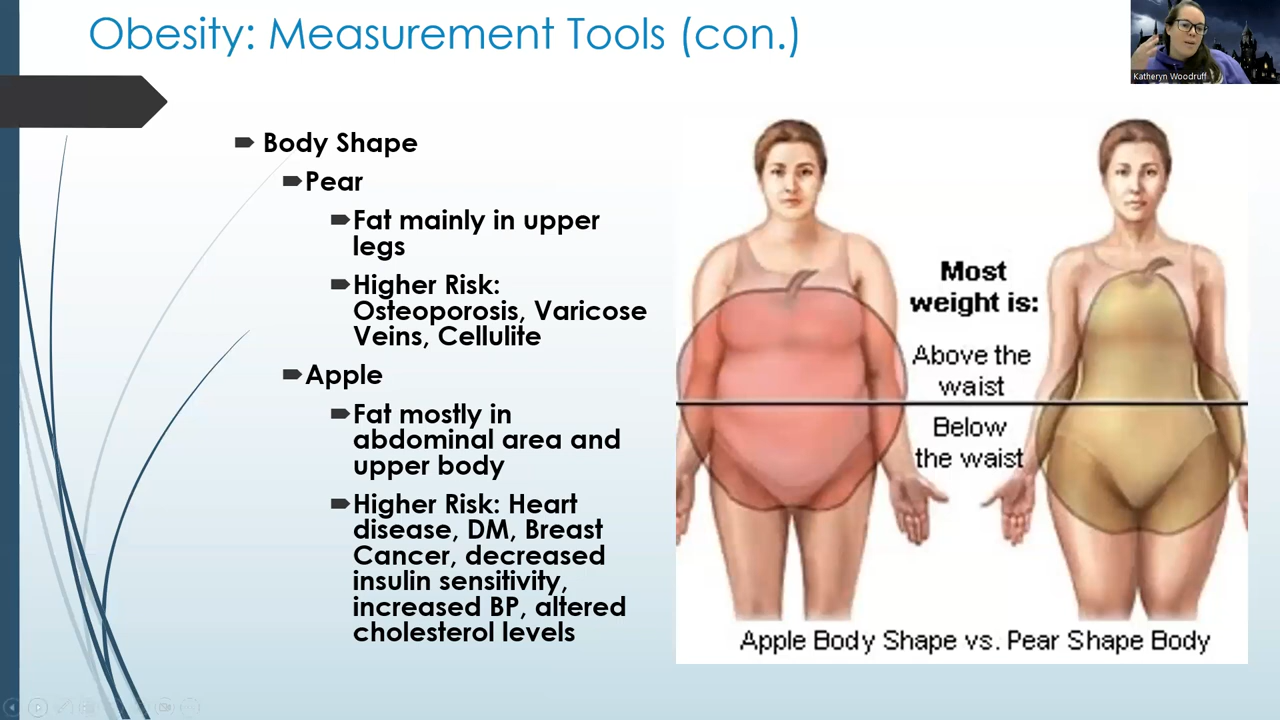 Obesity: Measurement Tools (con.)
Katheryn Woodruff
Body Shape
Pear
Fat mainly in upper
legs
Higher Risk:
Osteoporosis, Varicose
Veins, Cellulite
Apple
Fat mostly in
abdominal area and
upper body
Higher Risk: Heart
disease, DM, Breast
Cancer, decreased
insulin sensitivity,
increased BP, altered
cholesterol levels
Most
weight is:
Above the
waist
Below
the waist
Apple Body Shape vs. Pear Shape Body